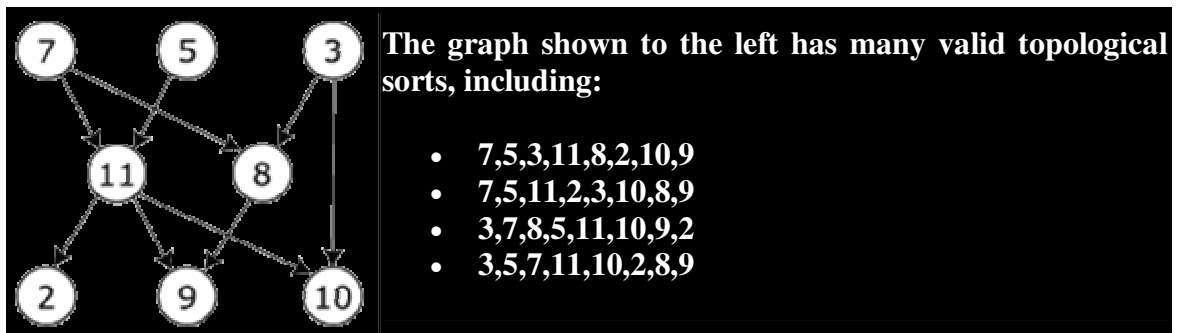 7 5 3
The graph shown to the left has many valid topological
sorts, including:
11 8
• 7,5,3,11,8,2,10,9
• 7,5,11,2,3,10,8,9
• 3,7,8,5,11,10,9,2
• 3,5,7,11,10,2,8,9
2 9 10